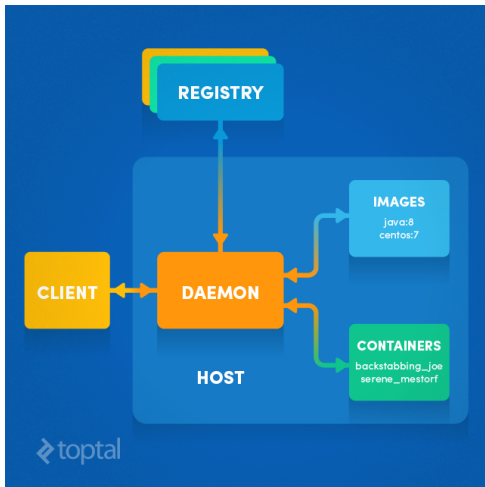 REGISTRY
IMAGES
java:8
centos:7
CLIENT
DAEMON
CONTAINERS
backstabbing_joe
serene_mestorf
HOST
toptal